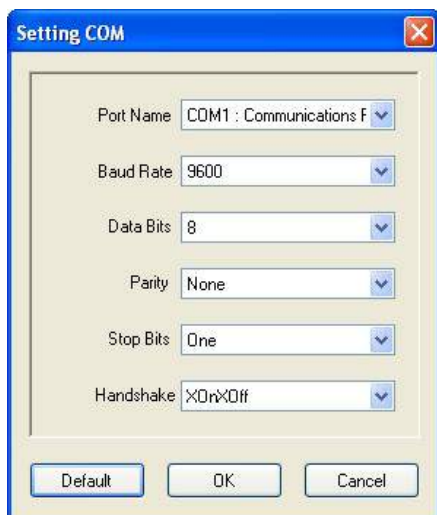 Setting COM
Port Name COM1 : Communications F
Baud Rate 9600
Data Bits 8
Parity None
Stop Bits One
Handshake XOnXOff
Default OK Cancel